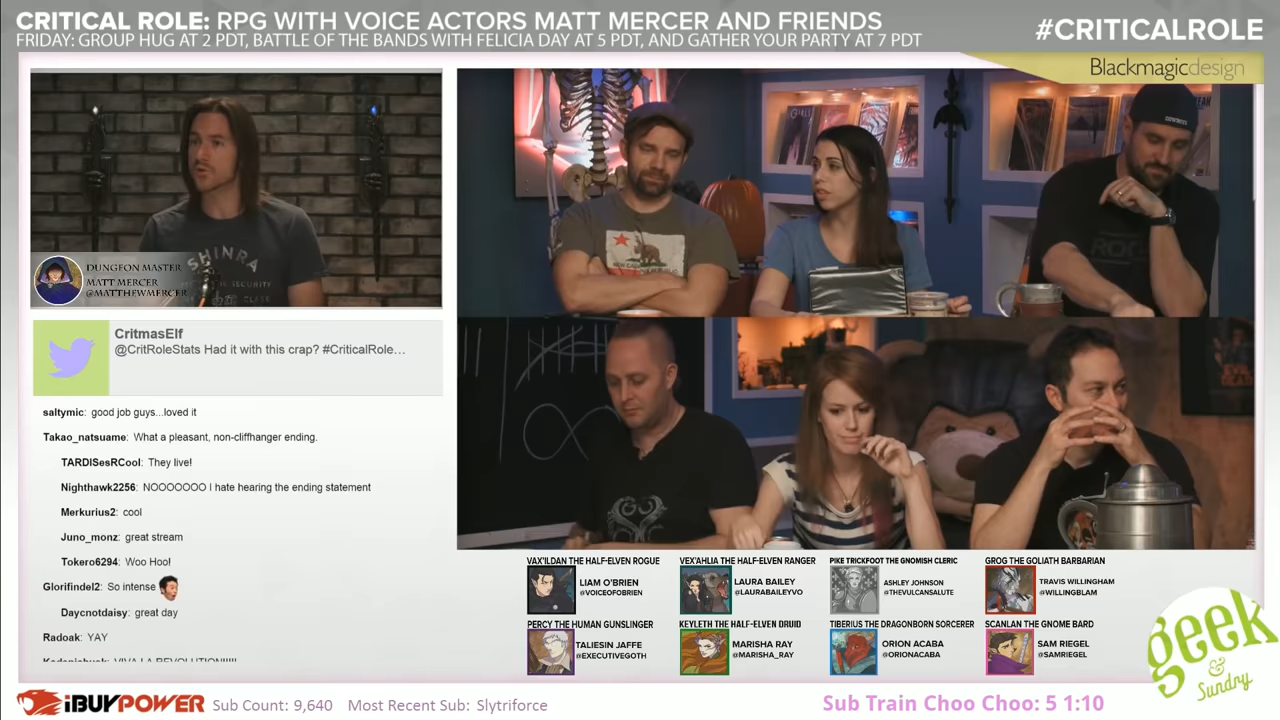 CRITICAL ROLE: RPG WITH VOICE ACTORS MATT MERCER AND FRIENDS
FRIDAY: GROUP HUG AT 2 PDT, BATTLE OF THE BANDS WITH FELICIA DAY AT 5 PDT, AND GATHER YOUR PARTY AT 7 PDT
#CRITICALROLE
Blackmagicdesign
SHINRA
DUNGEON MASTER
MATT MERCER
@MATTHEWMERCER
CritmasElf
@CritRoleStats Had it with this crap? #CriticalRole…
saltymic: good job guys...loved it
Takao_natsuame: What a pleasant, non-cliffhanger ending.
TARDISesRCool: They live!
Nighthawk2256: NOOOOOOO I hate hearing the ending statement
Merkurius2: cool
Juno_monz: great stream
Tokero6294: Woo Hoo!
Glorifindel2: So intense
Daycnotdaisy: great day
Radoak: YAY
VIVA LA REVOLUTION!!!!!
VAX'ILDAN THE HALF-ELVEN ROGUE
LIAM O'BRIEN
@VOICEOFOBRIEN
VEX'AHLIA THE HALF-ELVEN RANGER
LAURA BAILEY
@LAURABAILEYVO
PIKE TRICKFOOT THE GNOMISH CLERIC
ASHLEY JOHNSON
@THEVULCANSALUTE
GROG THE GOLIATH BARBARIAN
TRAVIS WILLINGHAM
@WILLINGBLAM
PERCY THE HUMAN GUNSLINGER
TALIESIN JAFFE
@EXECUTIVEGOTH
KEYLETH THE HALF-ELVEN DRUID
MARISHA RAY
@MARISHA_RAY
TIBERIUS THE DRAGONBORN SORCERER
ORION ACABA
@ORIONACABA
SCANLAN THE GNOME BARD
SAM RIEGEL
@SAMRIEGEL
geek
&
Sundry
iBUYPOWER
Sub Count: 9,640 Most Recent Sub: Slytriforce
Sub Train Choo Choo: 5 1:10